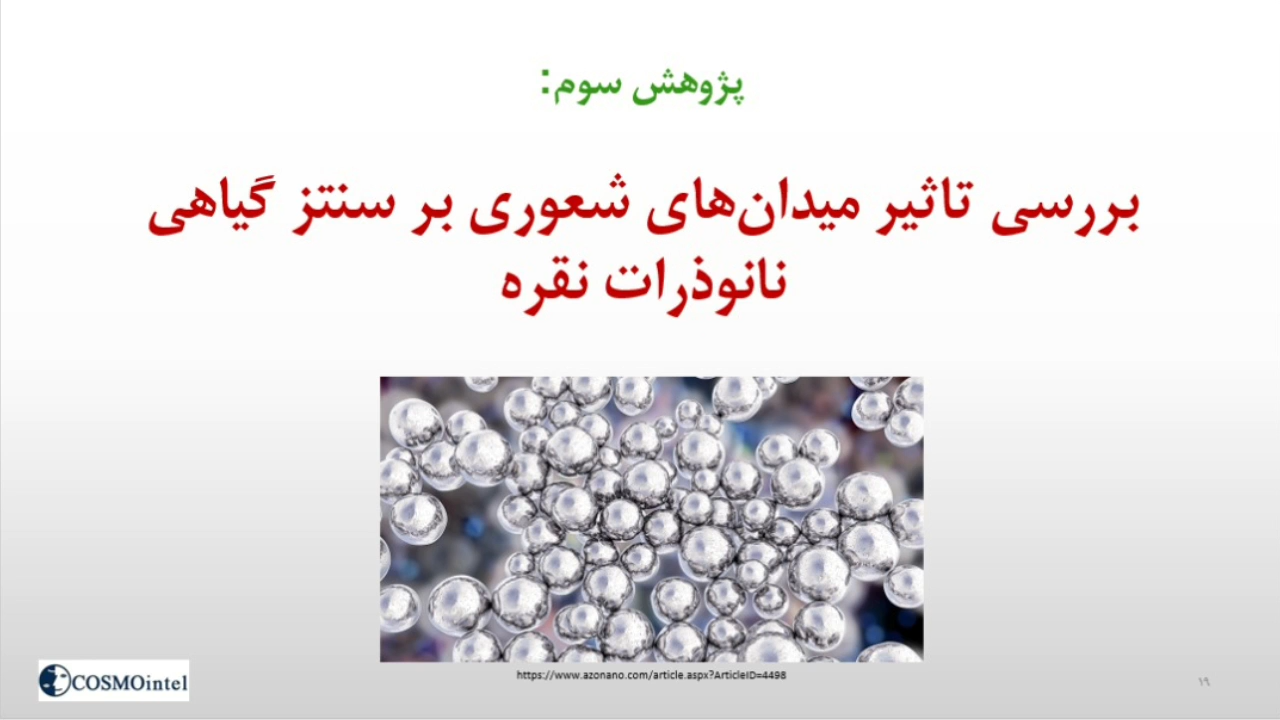 پژوهش سوم:
بررسی تاثیر میدان‌های شعوری بر سنتز گیاهی
نانوذرات نقره
https://www.azonano.com/article.aspx?ArticleID=4498
COSMOintel
۱۹